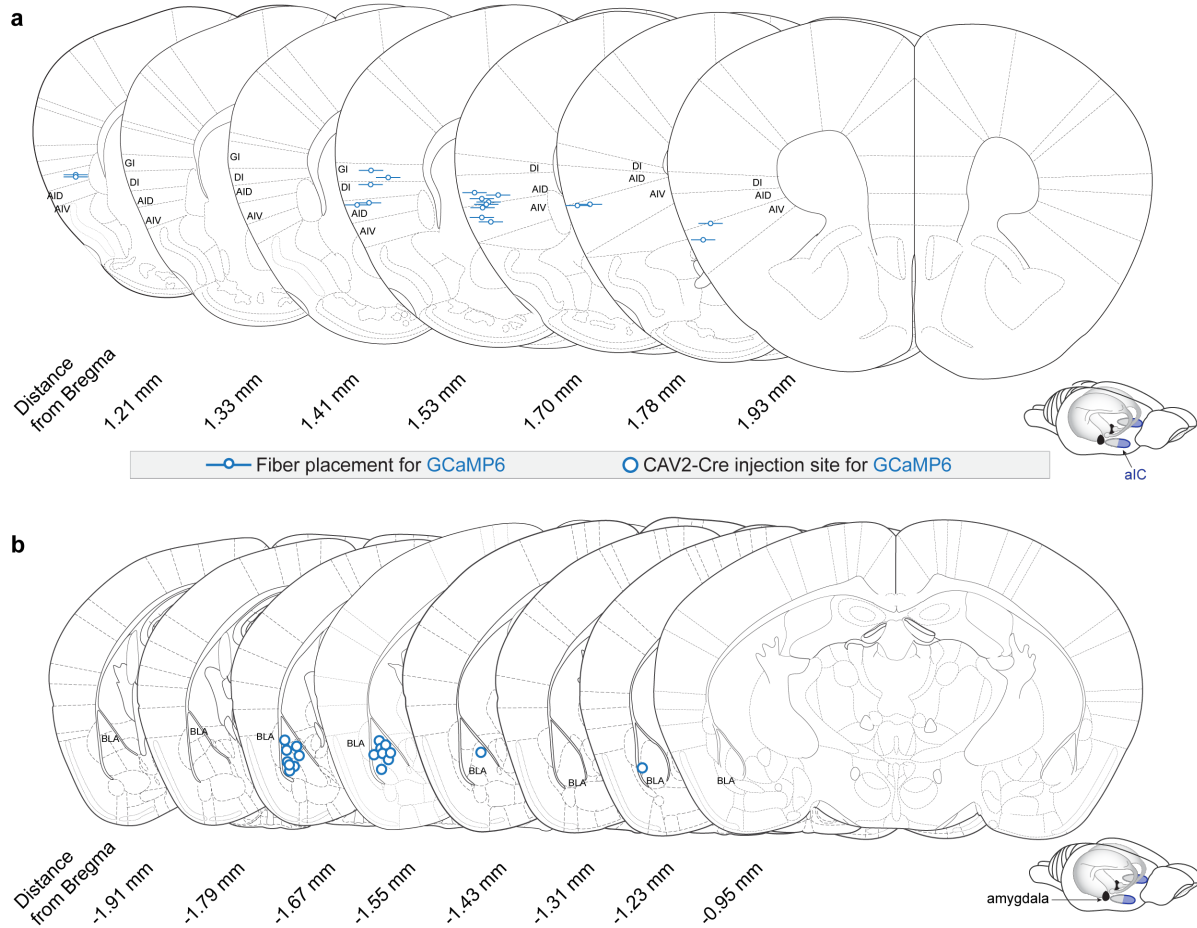 a
GI
DI
AID
AIV
GI
DI
AID
AIV
GI
DI
AID
AIV
DI
AID
AIV
DI
AID
AIV
DI
AID
AIV
Distance
from Bregma
1.21 mm
1.33 mm
1.41 mm
1.53 mm
1.70 mm
1.78 mm
1.93 mm
aIC
Fiber placement for GCaMP6
CAV2-Cre injection site for GCaMP6
b
BLA
BLA
BLA
BLA
BLA
BLA
BLA
BLA
Distance
from Bregma
-1.91 mm
-1.79 mm
-1.67 mm
-1.55 mm
-1.43 mm
-1.31 mm
-1.23 mm
-0.95 mm
amygdala